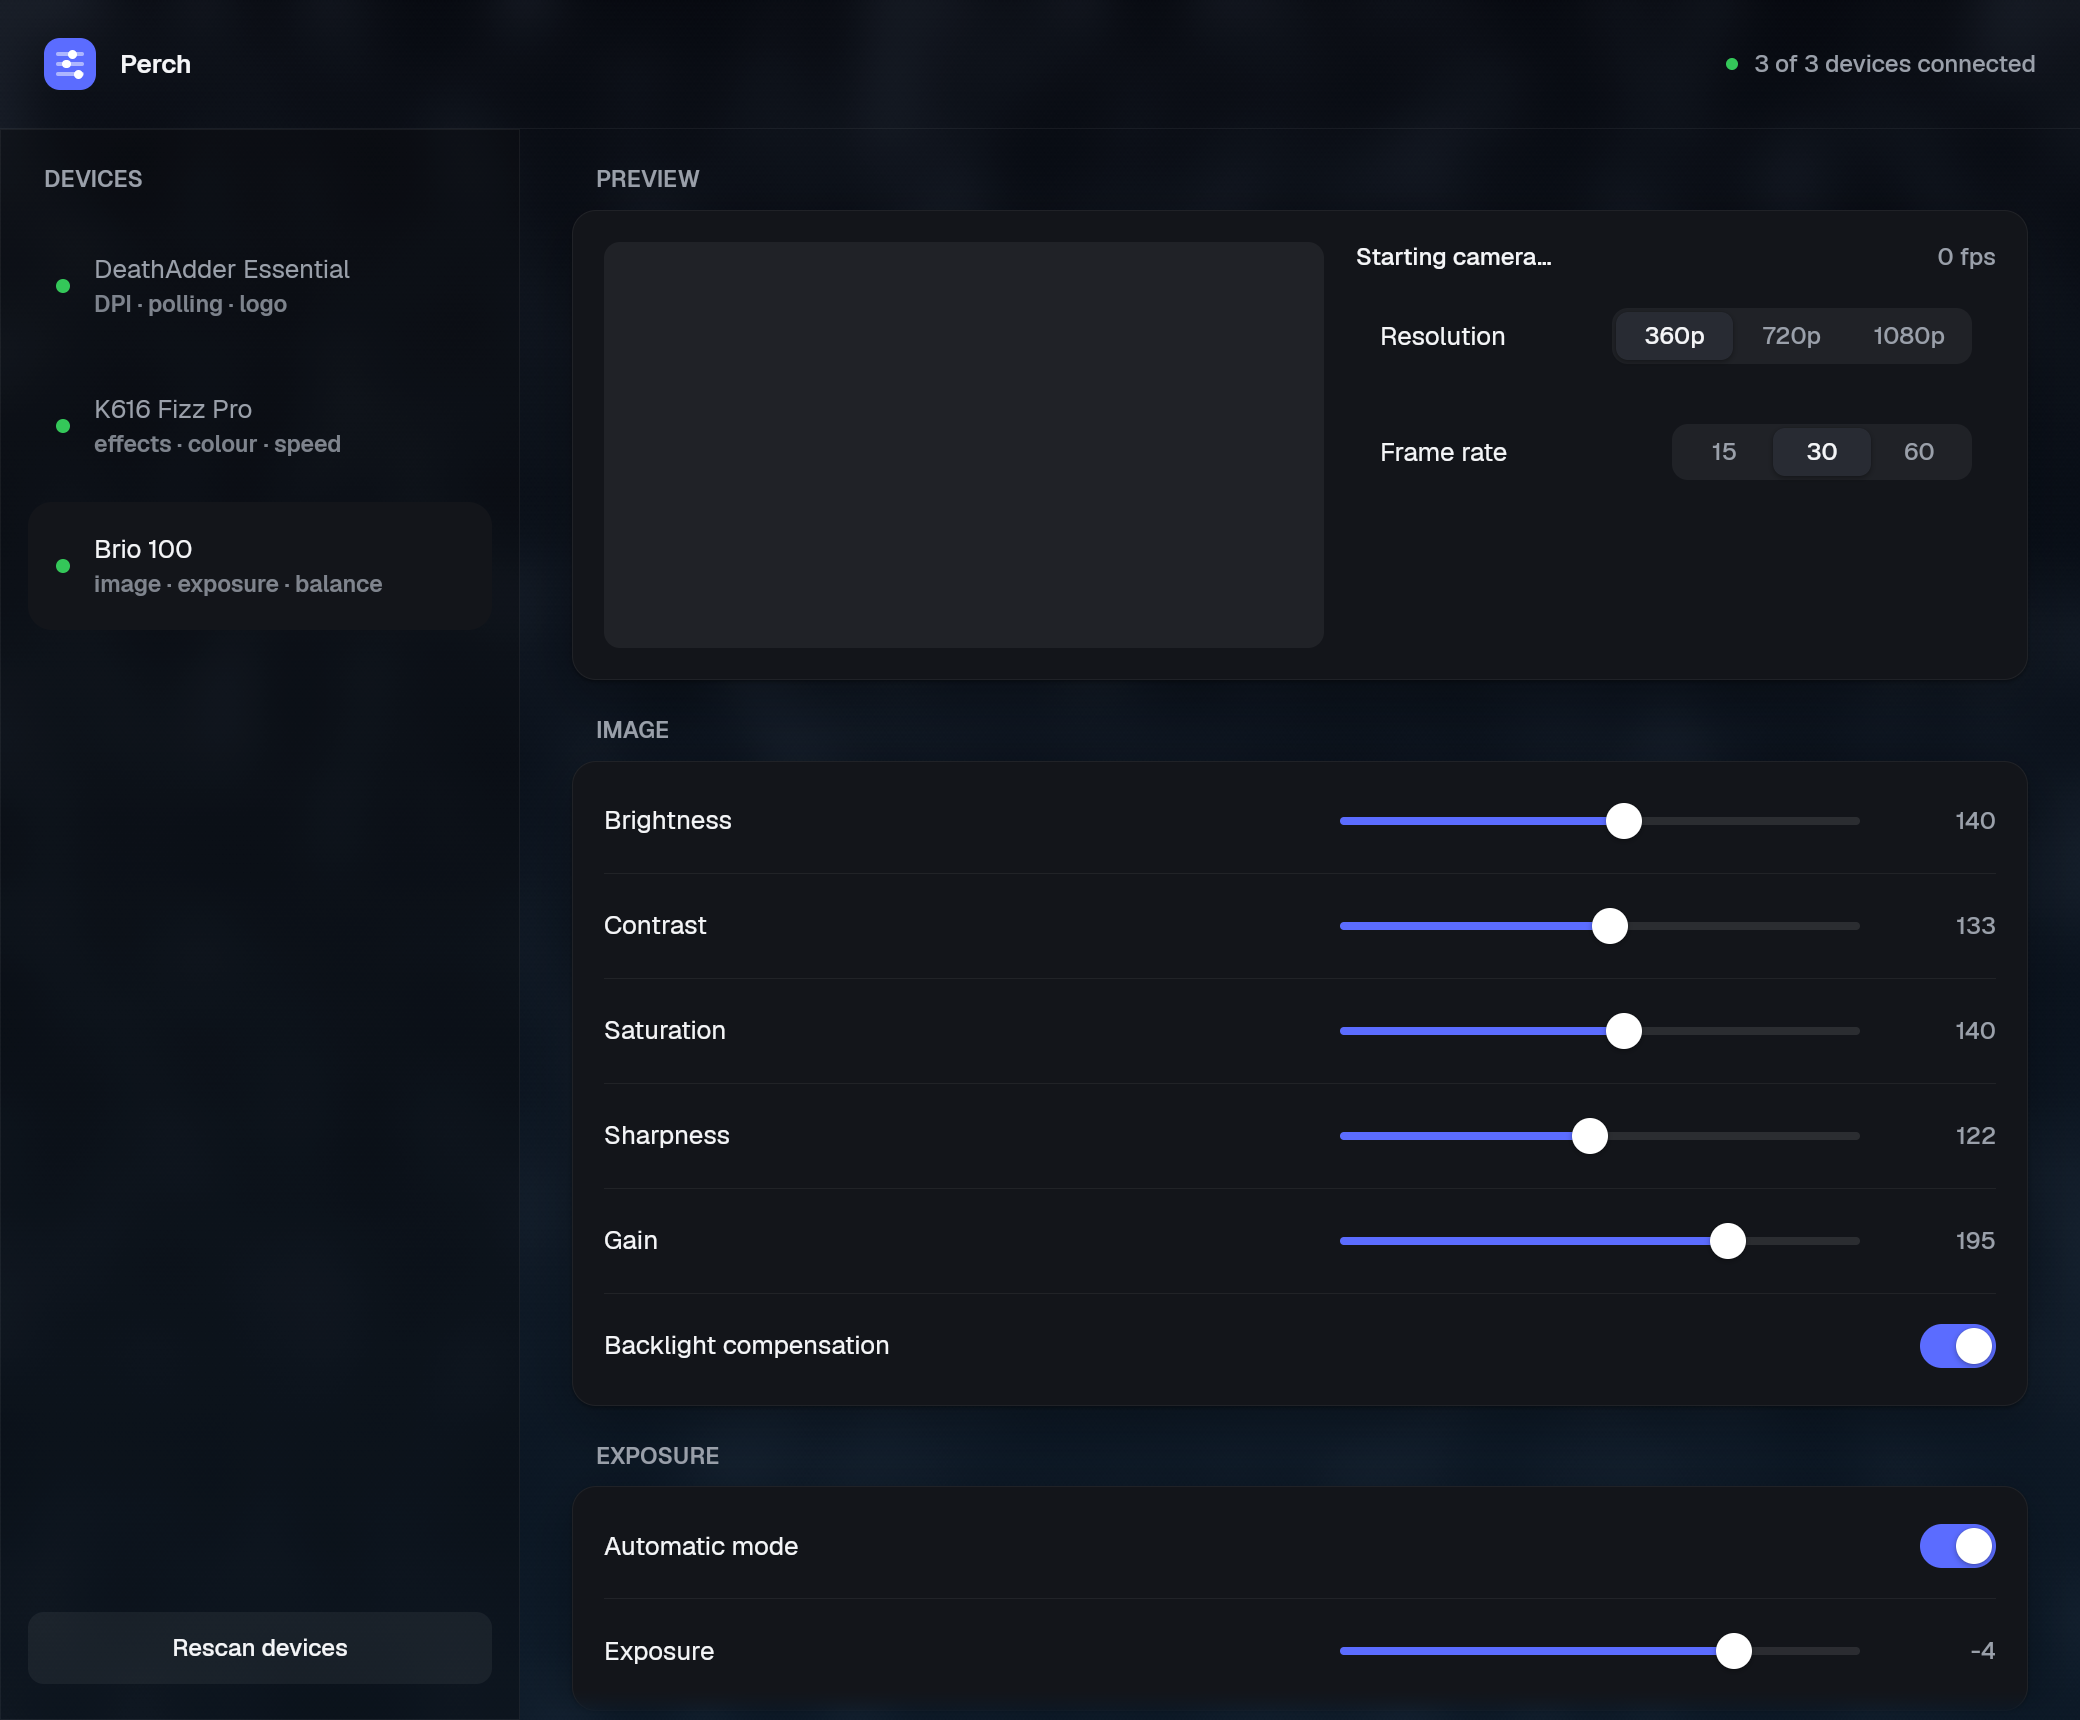 Perch
3 of 3 devices connected
DEVICES
DeathAdder Essential
DPI · polling · logo
K616 Fizz Pro
effects · colour · speed
Brio 100
image · exposure · balance
Rescan devices
PREVIEW
Starting camera...
0 fps
Resolution
360p 720p 1080p
Frame rate
15 30 60
IMAGE
Brightness 140
Contrast 133
Saturation 140
Sharpness 122
Gain 195
Backlight compensation
EXPOSURE
Automatic mode
Exposure -4